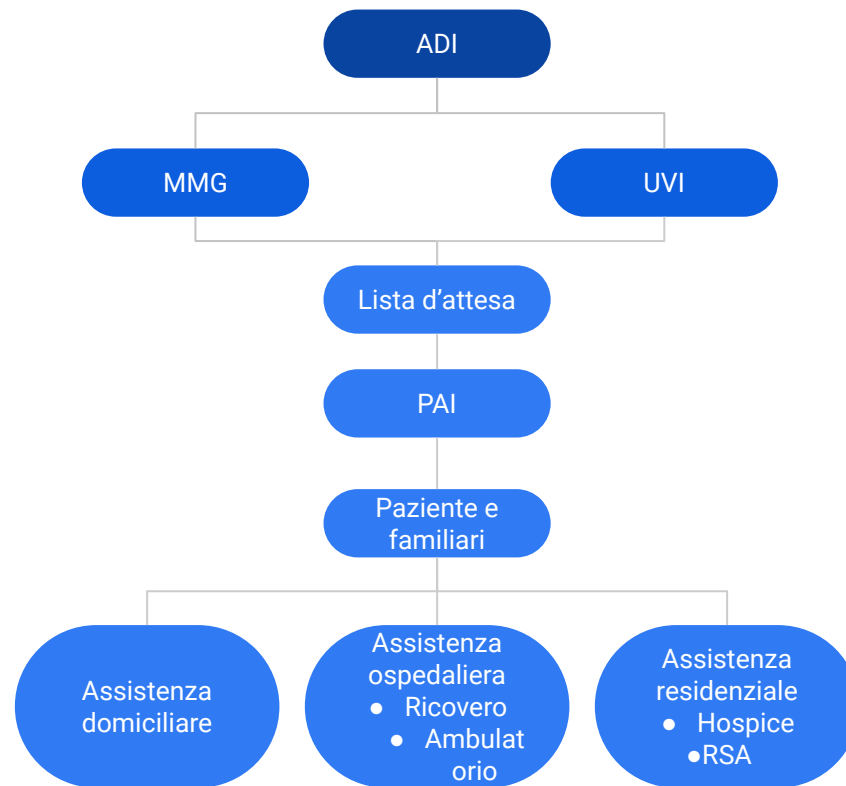 ADI
MMG
UVI
Lista d’attesa
PAI
Paziente e
familiari
Assistenza
domiciliare
Assistenza
ospedaliera
● Ricovero
● Ambulat
orio
Assistenza
residenziale
● Hospice
●RSA